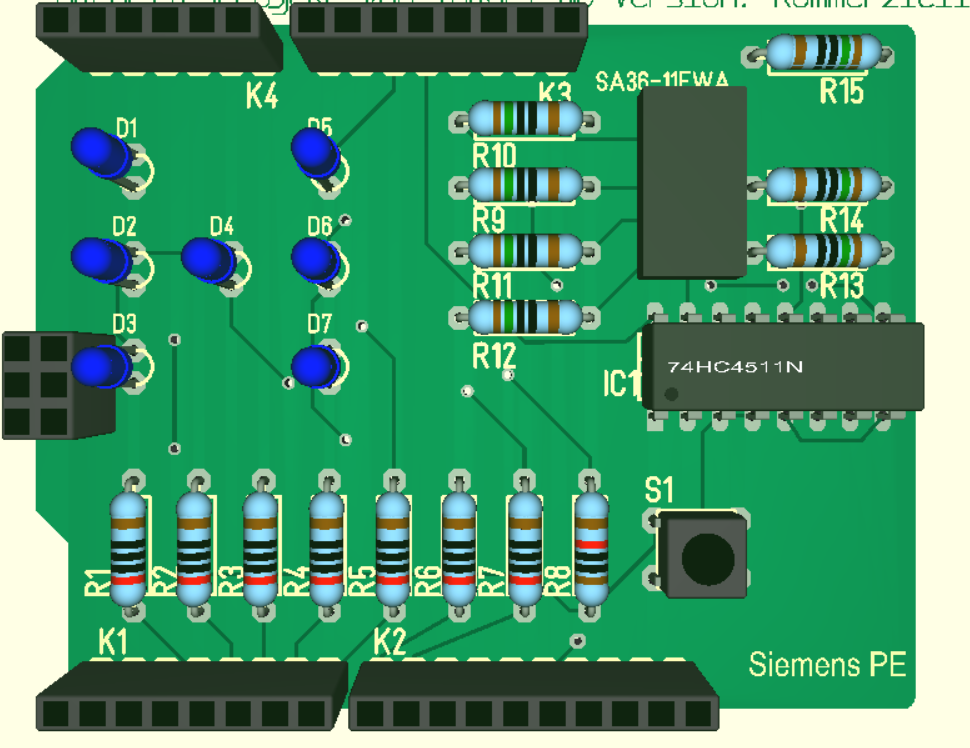 Version: Kommerziell
K4
K3
SA36-11EWA
R15
D1
D5
R10
D2
D4
D6
R9
R14
R11
R13
D3
D7
R12
IC1
74HC4511N
S1
R1
R2
R3
R4
R5
R6
R7
R8
K1
K2
Siemens PE